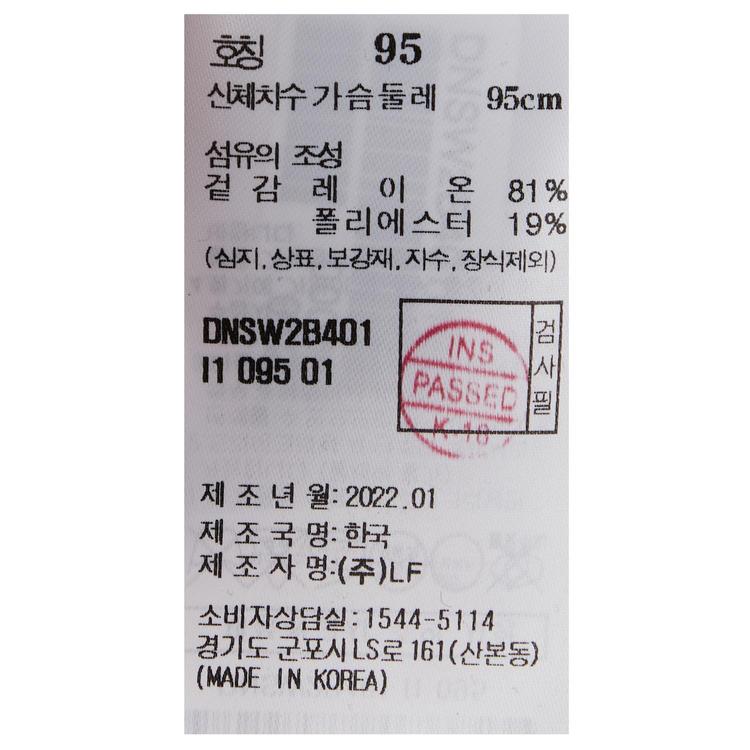 호칭 95
신체치수 가슴둘레 95cm
섬유의 조성
겉감 레이온 81%
폴리에스터 19%
(심지, 상표, 보강재, 자수, 장식제외)
DNSW2B401
I1 095 01
INS
PASSED
K-18
검사필
제조년월: 2022.01
제조국명: 한국
제조자명: (주)LF
소비자상담실: 1544-5114
경기도 군포시 LS로 161(산본동)
(MADE IN KOREA)